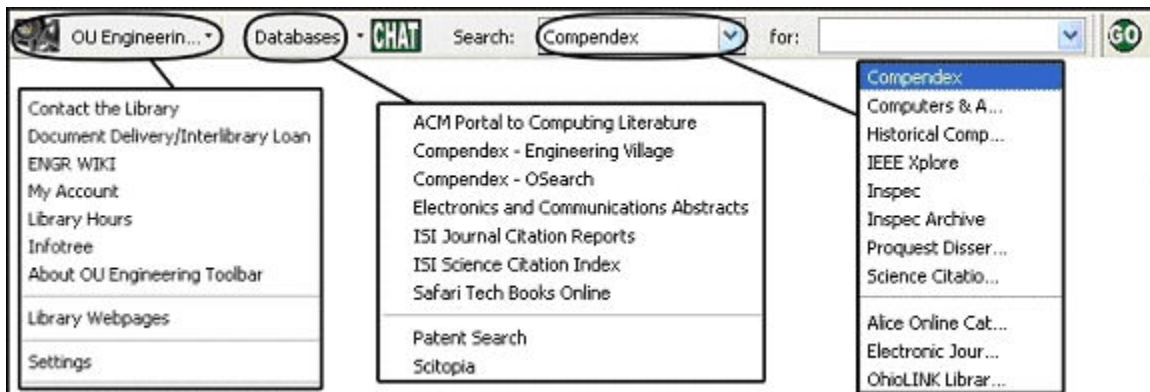 OU Engineerin... Databases CHAT Search: Compendex for: GO
Contact the Library
Document Delivery/Interlibrary Loan
ENGR WIKI
My Account
Library Hours
Infotree
About OU Engineering Toolbar
Library Webpages
Settings
ACM Portal to Computing Literature
Compendex - Engineering Village
Compendex - OSearch
Electronics and Communications Abstracts
ISI Journal Citation Reports
ISI Science Citation Index
Safari Tech Books Online
Patent Search
Scitopia
Compendex
Computers & A...
Historical Comp...
IEEE Xplore
Inspec
Inspec Archive
Proquest Disser...
Science Citatio...
Alice Online Cat...
Electronic Jour...
OhioLINK Librar...